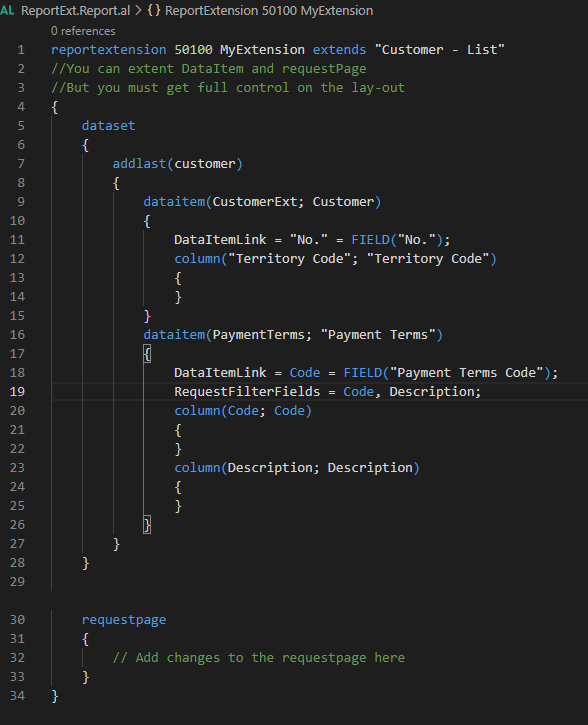 AL ReportExt.Report.al > {} ReportExtension 50100 MyExtension
0 references
1 reportextension 50100 MyExtension extends "Customer - List"
2 //You can extent DataItem and requestPage
3 //But you must get full control on the lay-out
4 {
5 dataset
6 {
7 addlast(customer)
8 {
9 dataitem(CustomerExt; Customer)
10 {
11 DataItemLink = "No." = FIELD("No.");
12 column("Territory Code"; "Territory Code")
13 {
14 }
15 }
16 dataitem(PaymentTerms; "Payment Terms")
17 {
18 DataItemLink = Code = FIELD("Payment Terms Code");
19 RequestFilterFields = Code, Description;
20 column(Code; Code)
21 {
22 }
23 column(Description; Description)
24 {
25 }
26 }
27 }
28 }
29
30 requestpage
31 {
32 // Add changes to the requestpage here
33 }
34 }